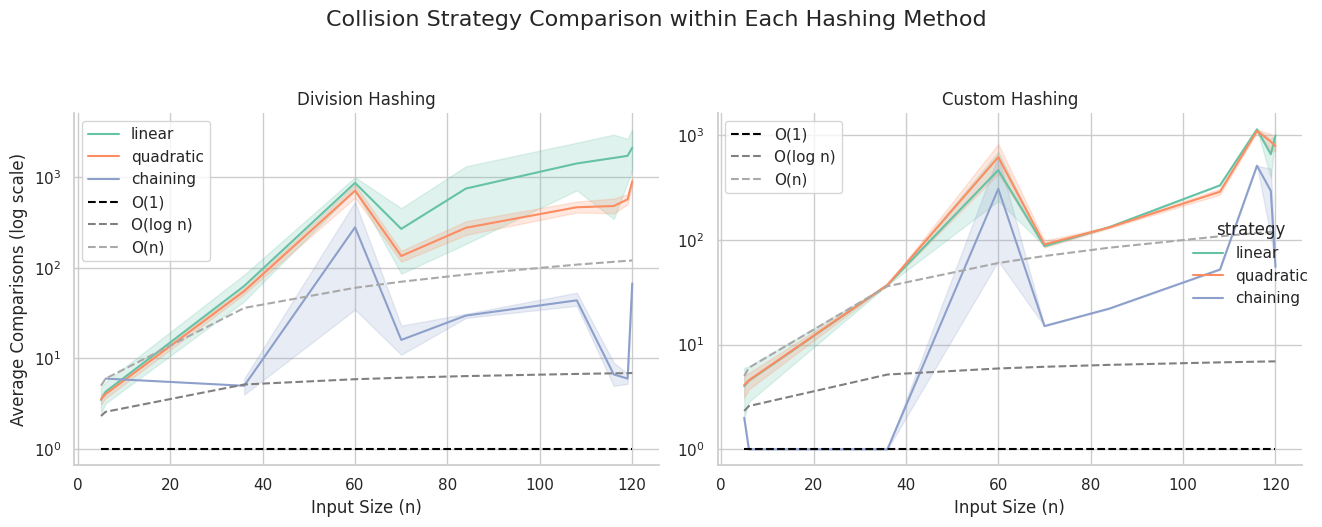 Collision Strategy Comparison within Each Hashing Method
Division Hashing
Average Comparisons (log scale)
10³
10²
10¹
10⁰
linear
quadratic
chaining
O(1)
O(log n)
O(n)
0 20 40 60 80 100 120
Input Size (n)
Custom Hashing
10³
10²
10¹
10⁰
O(1)
O(log n)
O(n)
strategy
linear
quadratic
chaining
0 20 40 60 80 100 120
Input Size (n)